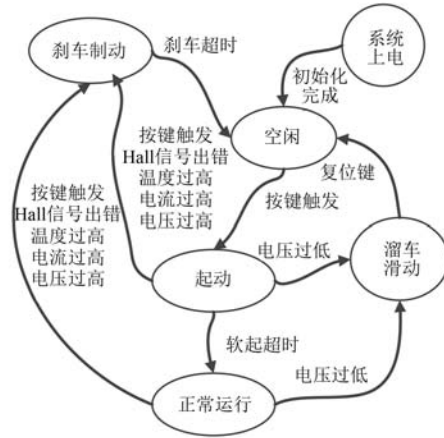 系统
上电
刹车制动
刹车超时
初始化
完成
空闲
按键触发
Hall信号出错
温度过高
电流过高
电压过高
复位键
按键触发
按键触发
Hall信号出错
温度过高
电流过高
电压过高
起动
电压过低
溜车
滑动
软起超时
正常运行
电压过低